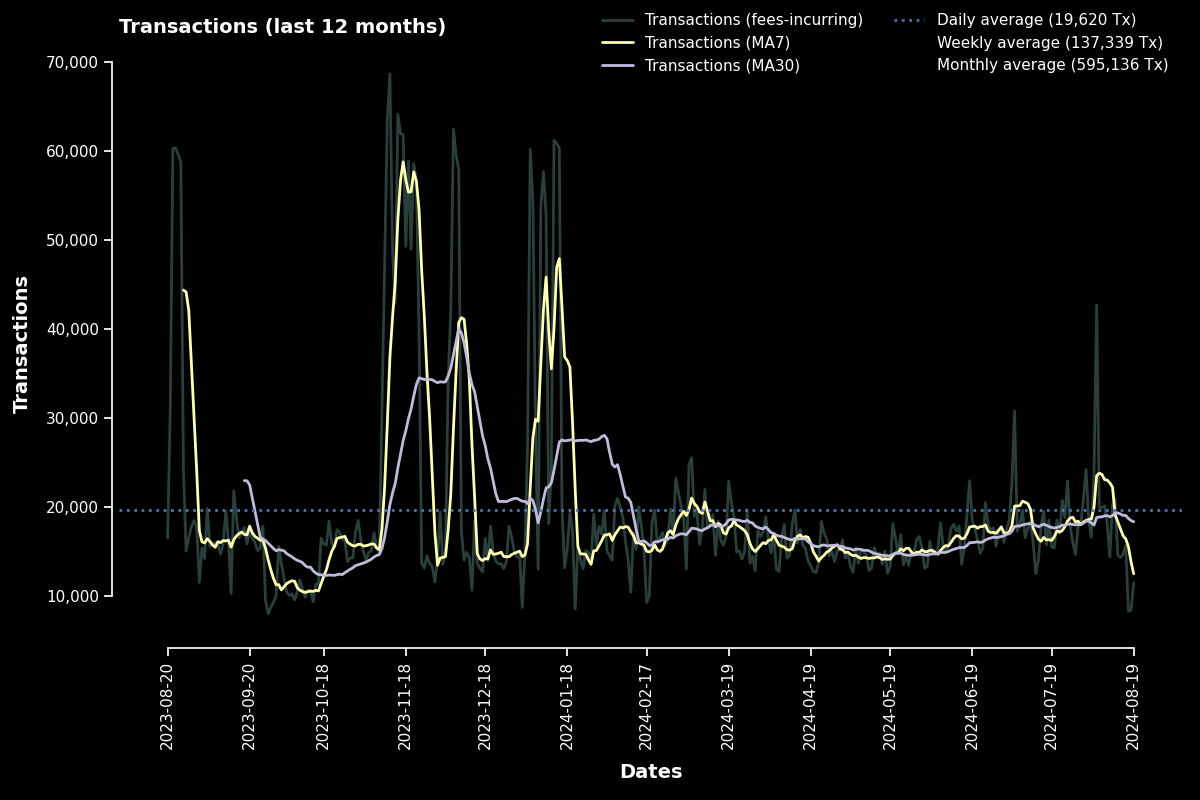 Transactions (last 12 months)
Transactions (fees-incurring)
Transactions (MA7)
Transactions (MA30)
Daily average (19,620 Tx)
Weekly average (137,339 Tx)
Monthly average (595,136 Tx)
Transactions
70,000
60,000
50,000
40,000
30,000
20,000
10,000
2023-08-20
2023-09-20
2023-10-18
2023-11-18
2023-12-18
2024-01-18
2024-02-17
2024-03-19
2024-04-19
2024-05-19
2024-06-19
2024-07-19
2024-08-19
Dates